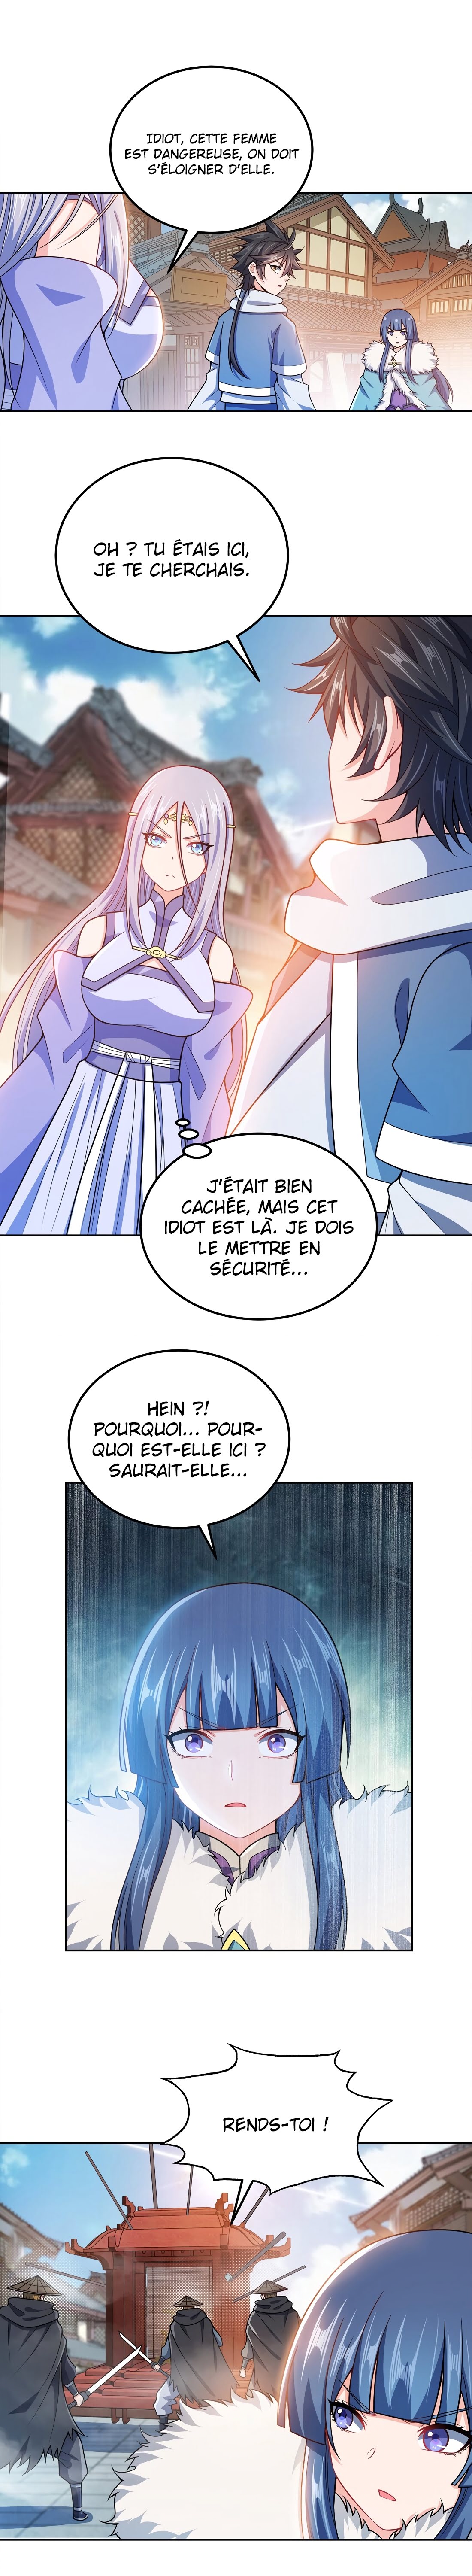 IDIOT, CETTE FEMME
EST DANGEREUSE, ON DOIT
S'ÉLOIGNER D'ELLE.
OH ? TU ÉTAIS ICI,
JE TE CHERCHAIS.
J'ÉTAIT BIEN
CACHÉE, MAIS CET
IDIOT EST LÀ. JE DOIS
LE METTRE EN
SÉCURITÉ...
HEIN ?!
POURQUOI... POUR-
QUOI EST-ELLE ICI ?
SAURAIT-ELLE...
RENDS-TOI !